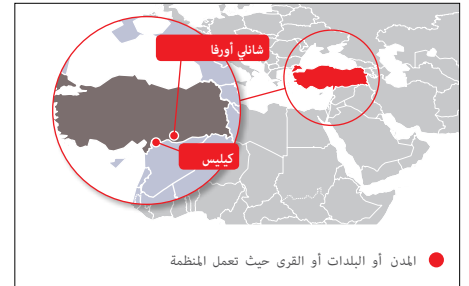 شانلي أورفا
كيليس
المدن أو البلدات أو القرى حيث تعمل المنظمة